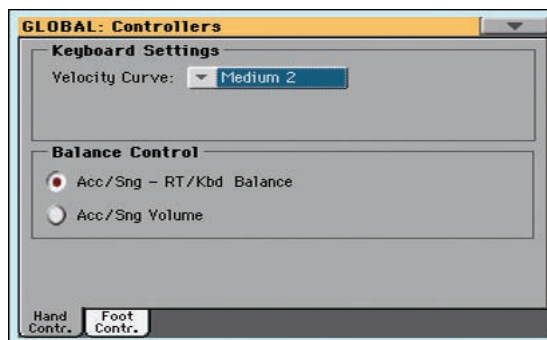 GLOBAL: Controllers
Keyboard Settings
Velocity Curve: Medium 2
Balance Control
Acc/Sng - RT/Kbd Balance
Acc/Sng Volume
Hand Contr.
Foot Contr.